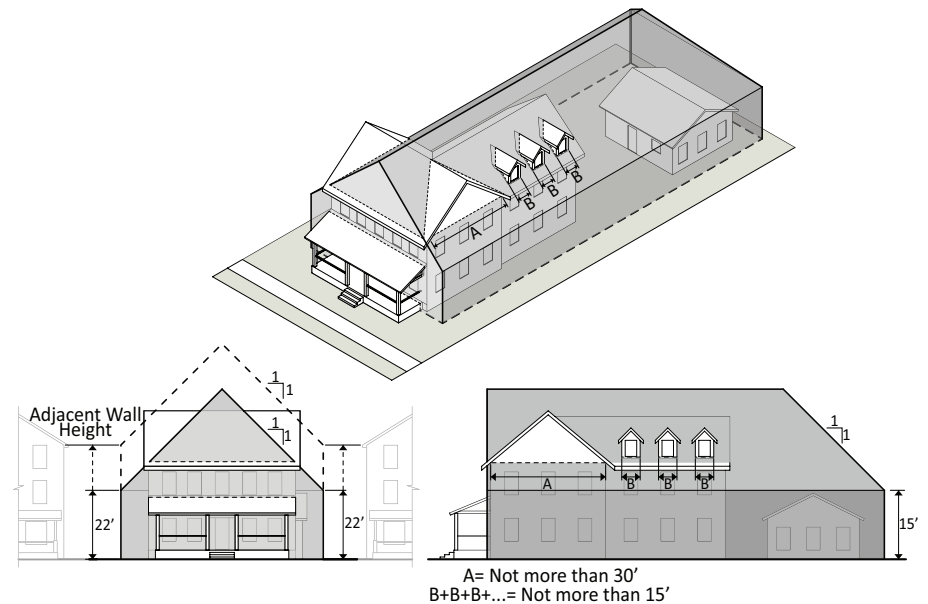 A
B
B
B
1
1
1
1
Adjacent Wall
Height
22’
22’
1
1
A
B
B
B
15’
A= Not more than 30’
B+B+B+...= Not more than 15’